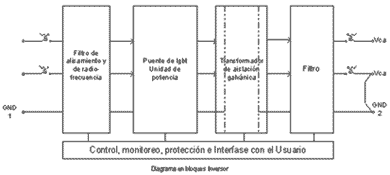 Filtro de
alisamiento y
de radio-
frecuencia
Puente de Igbt
Unidad de
potencia
Transformador
de aislación
galvánica
Filtro
Vca
Vca
GND
1
GND
2
Control, monitoreo, protección e Interfase con el Usuario
Diagrama en bloques Inversor